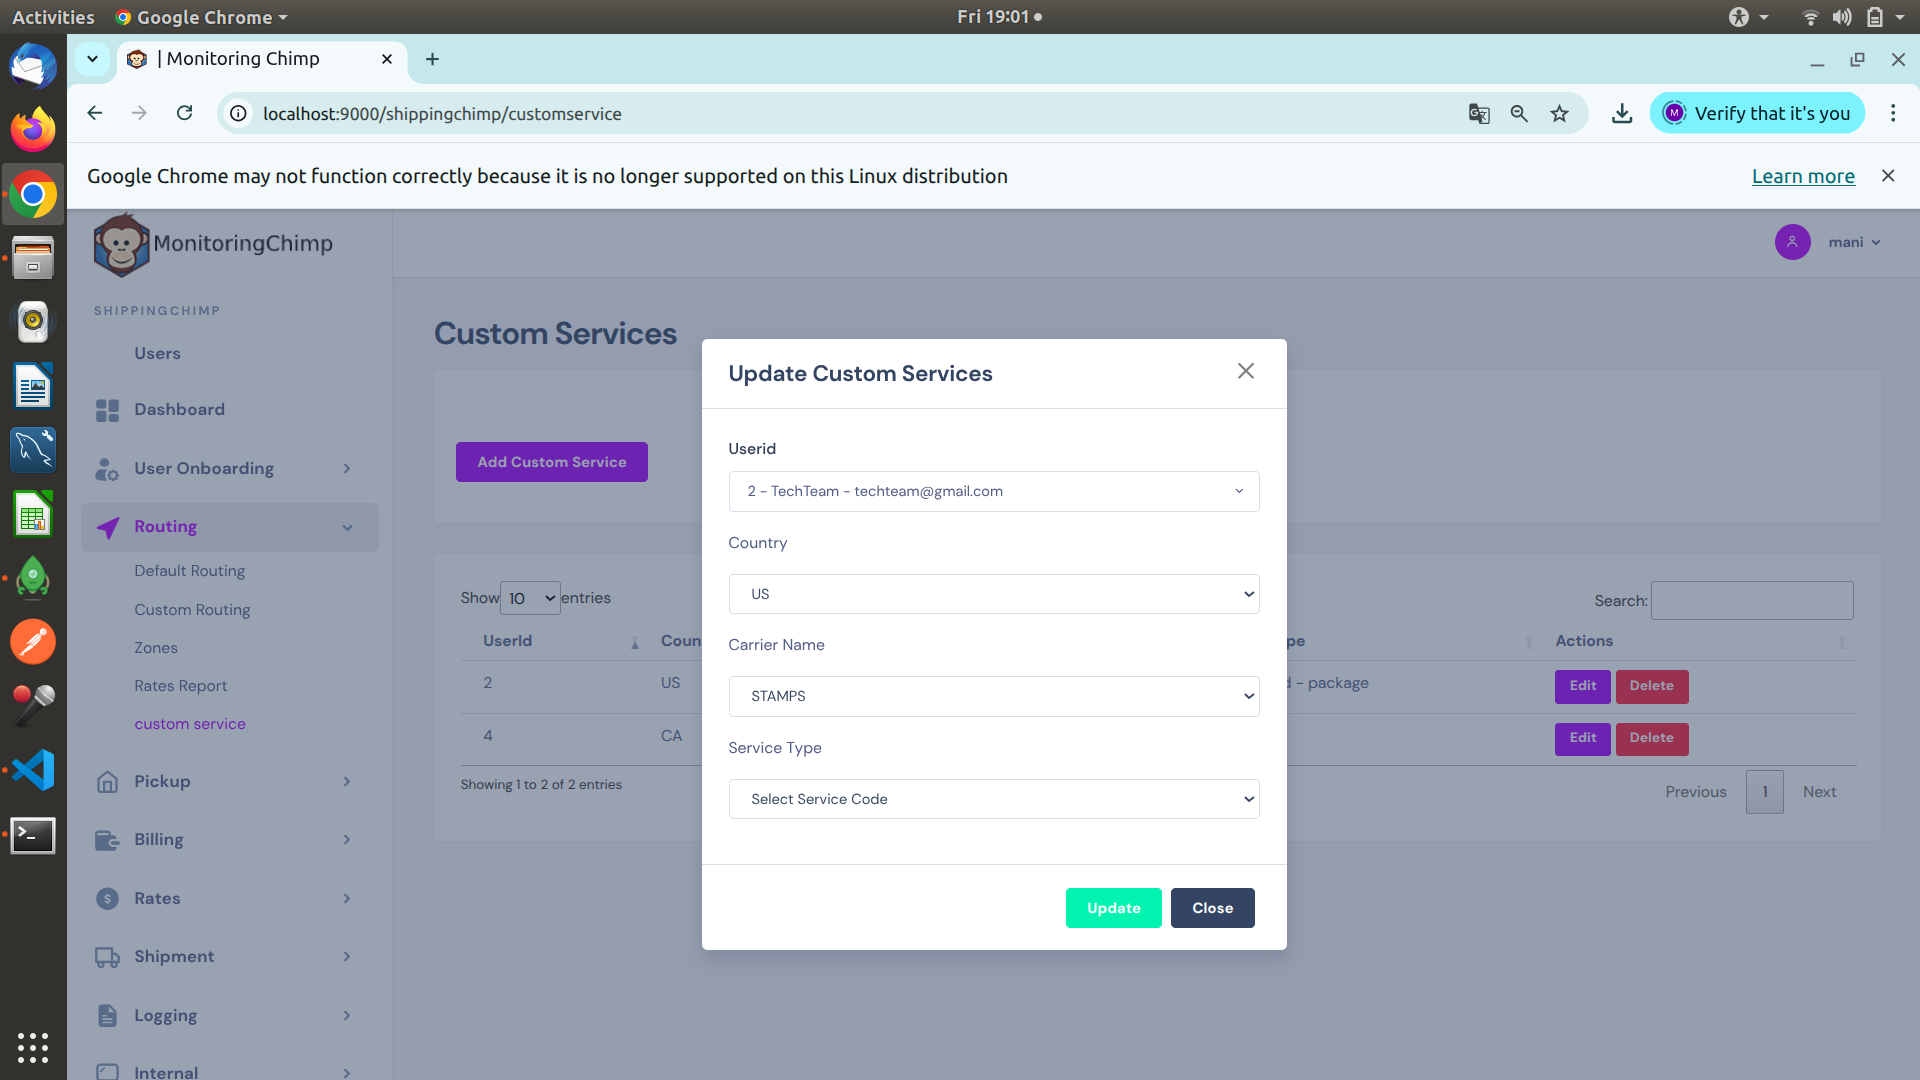 Activities
Google Chrome
Fri 19:01
| Monitoring Chimp
localhost:9000/shippingchimp/customservice
M
Verify that it's you
Google Chrome may not function correctly because it is no longer supported on this Linux distribution
Learn more
MonitoringChimp
mani
SHIPPINGCHIMP
Users
Dashboard
User Onboarding
Routing
Default Routing
Custom Routing
Zones
Rates Report
custom service
Pickup
Billing
Rates
Shipment
Logging
Internal
Custom Services
Add Custom Service
Show 10 entries
Search:
UserId
Coun
pe
Actions
2
US
d - package
Edit
Delete
4
CA
Edit
Delete
Showing 1 to 2 of 2 entries
Previous
1
Next
Update Custom Services
Userid
2 - TechTeam - techteam@gmail.com
Country
US
Carrier Name
STAMPS
Service Type
Select Service Code
Update
Close